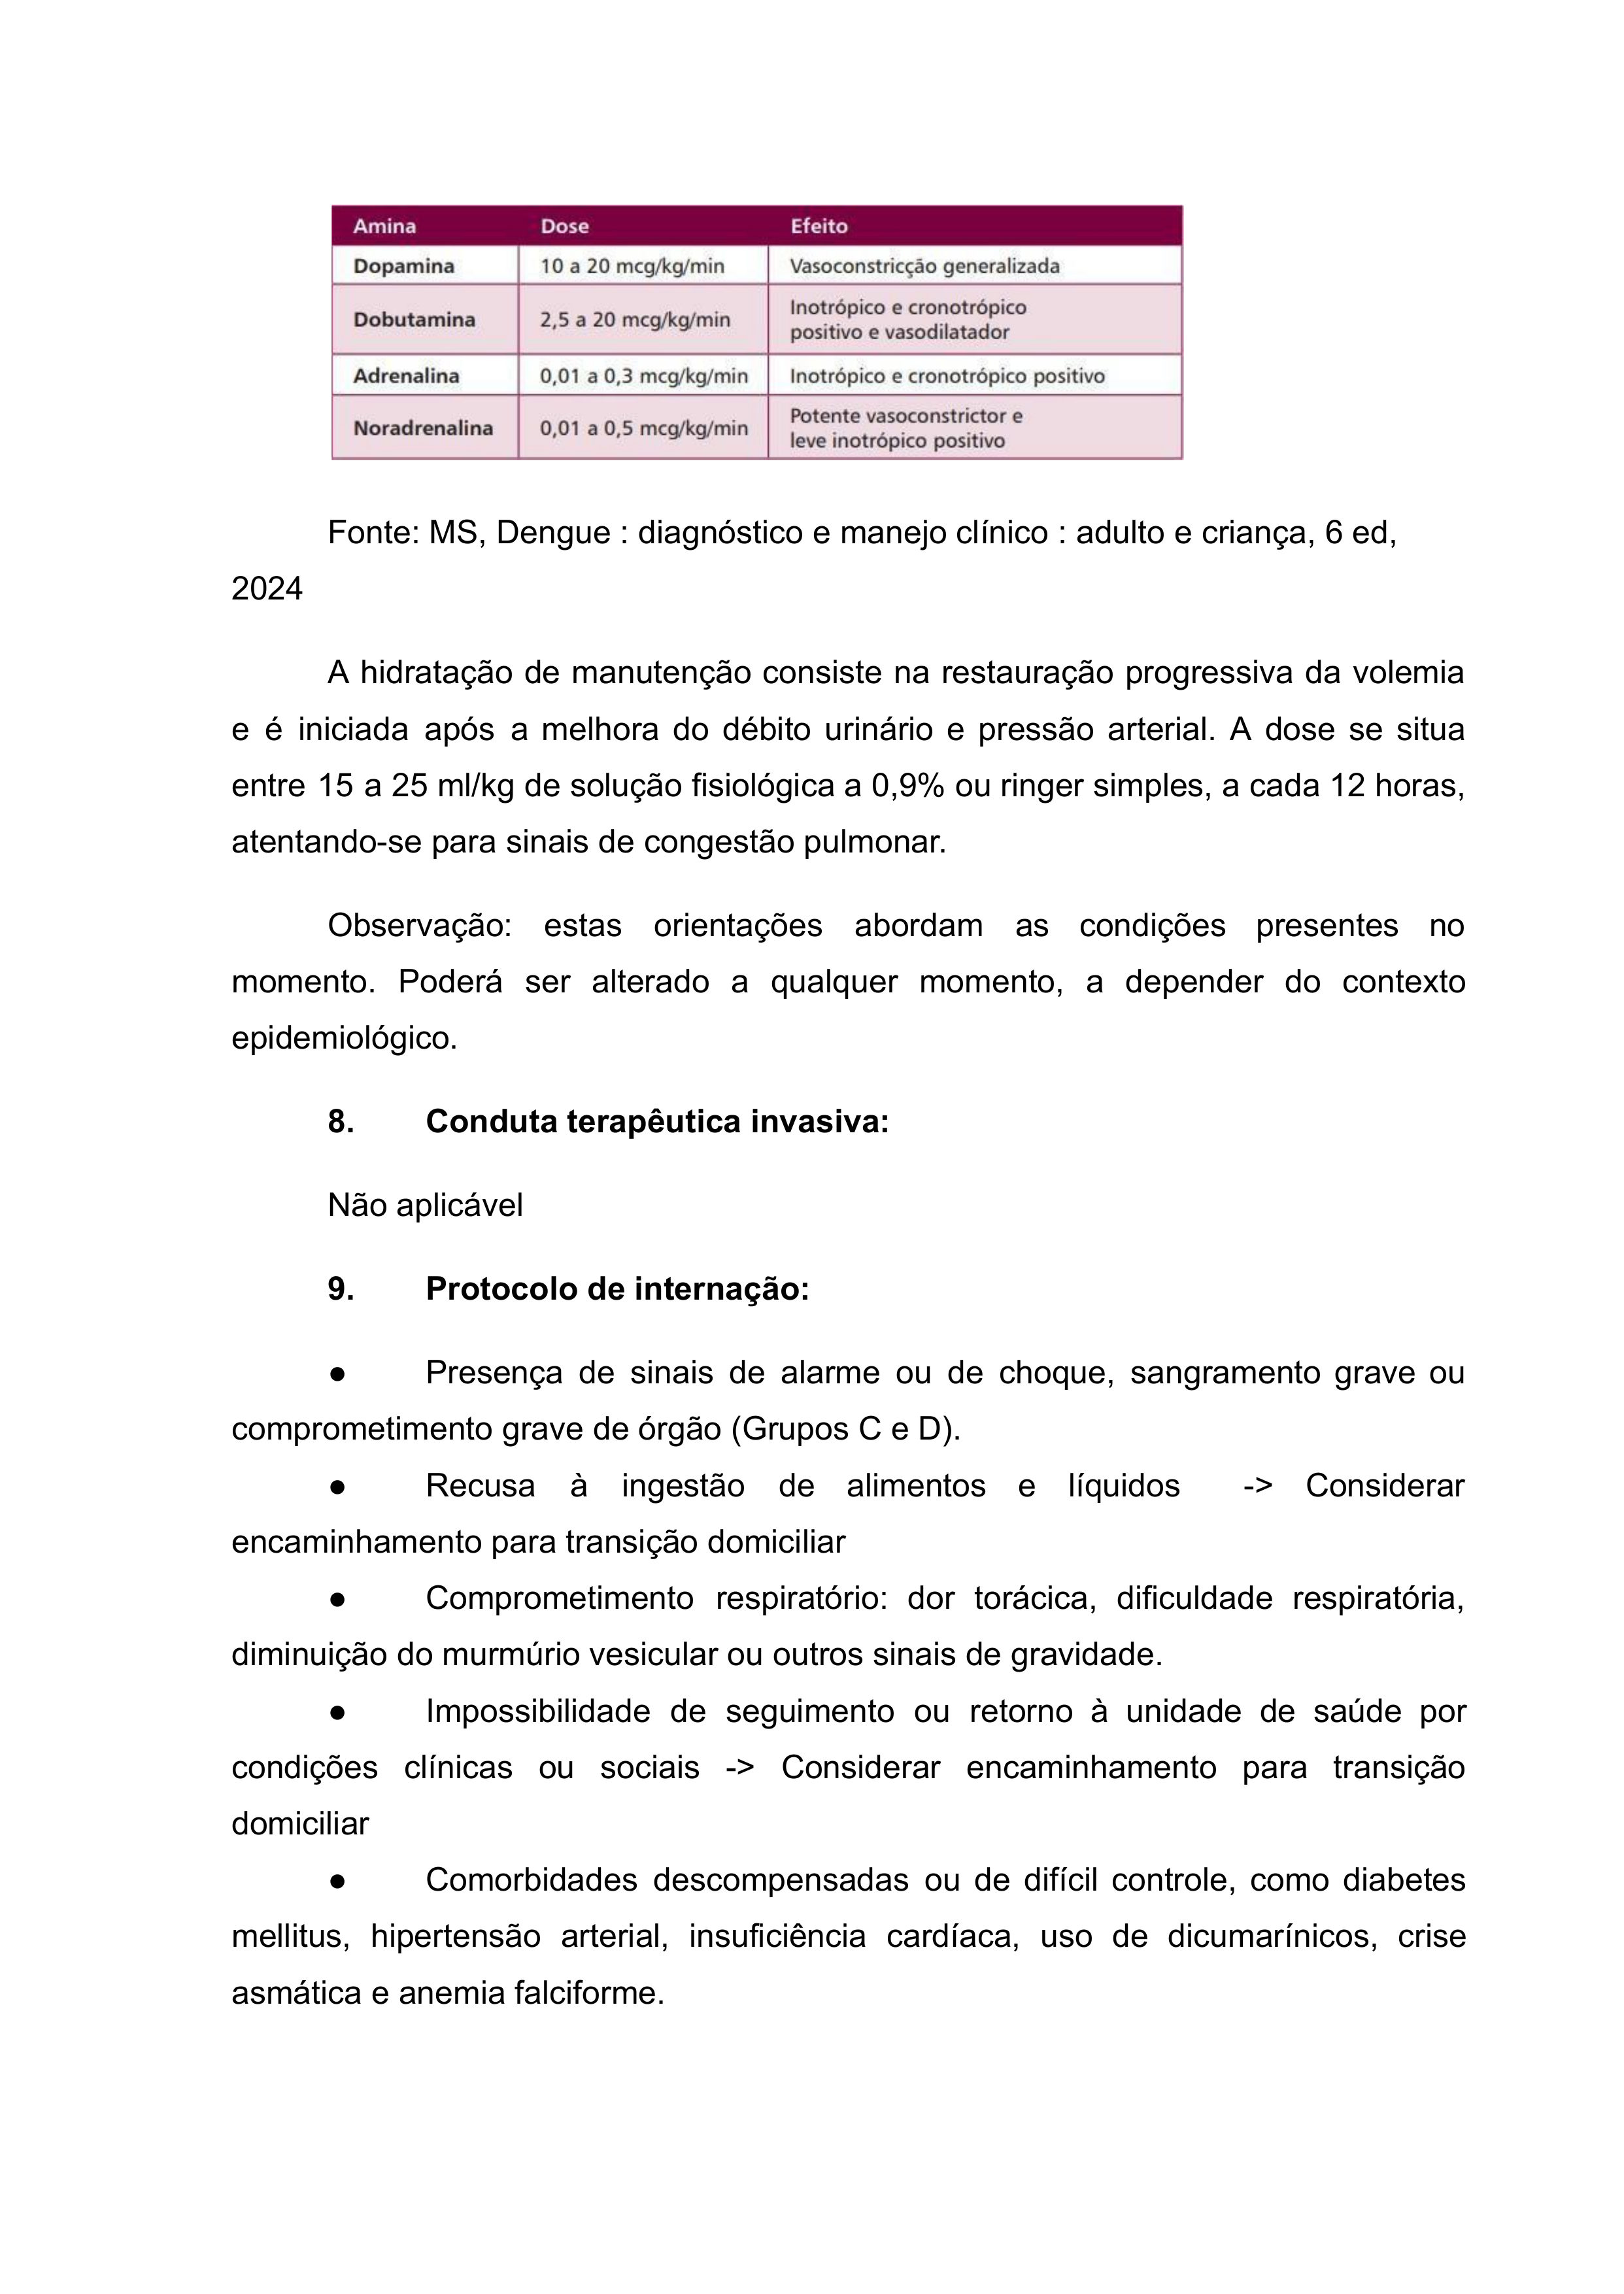 Amina Dose Efeito
Dopamina 10 a 20 mcg/kg/min Vasoconstricção generalizada
Dobutamina 2,5 a 20 mcg/kg/min Inotrópico e cronotrópico
positivo e vasodilatador
Adrenalina 0,01 a 0,3 mcg/kg/min Inotrópico e cronotrópico positivo
Noradrenalina 0,01 a 0,5 mcg/kg/min Potente vasoconstrictor e
leve inotrópico positivo
Fonte: MS, Dengue : diagnóstico e manejo clínico : adulto e criança, 6 ed,
2024
A hidratação de manutenção consiste na restauração progressiva da volemia
e é iniciada após a melhora do débito urinário e pressão arterial. A dose se situa
entre 15 a 25 ml/kg de solução fisiológica a 0,9% ou ringer simples, a cada 12 horas,
atentando-se para sinais de congestão pulmonar.
Observação: estas orientações abordam as condições presentes no
momento. Poderá ser alterado a qualquer momento, a depender do contexto
epidemiológico.
8. Conduta terapêutica invasiva:
Não aplicável
9. Protocolo de internação:
● Presença de sinais de alarme ou de choque, sangramento grave ou
comprometimento grave de órgão (Grupos C e D).
● Recusa à ingestão de alimentos e líquidos -> Considerar
encaminhamento para transição domiciliar
● Comprometimento respiratório: dor torácica, dificuldade respiratória,
diminuição do murmúrio vesicular ou outros sinais de gravidade.
● Impossibilidade de seguimento ou retorno à unidade de saúde por
condições clínicas ou sociais -> Considerar encaminhamento para transição
domiciliar
● Comorbidades descompensadas ou de difícil controle, como diabetes
mellitus, hipertensão arterial, insuficiência cardíaca, uso de dicumarínicos, crise
asmática e anemia falciforme.